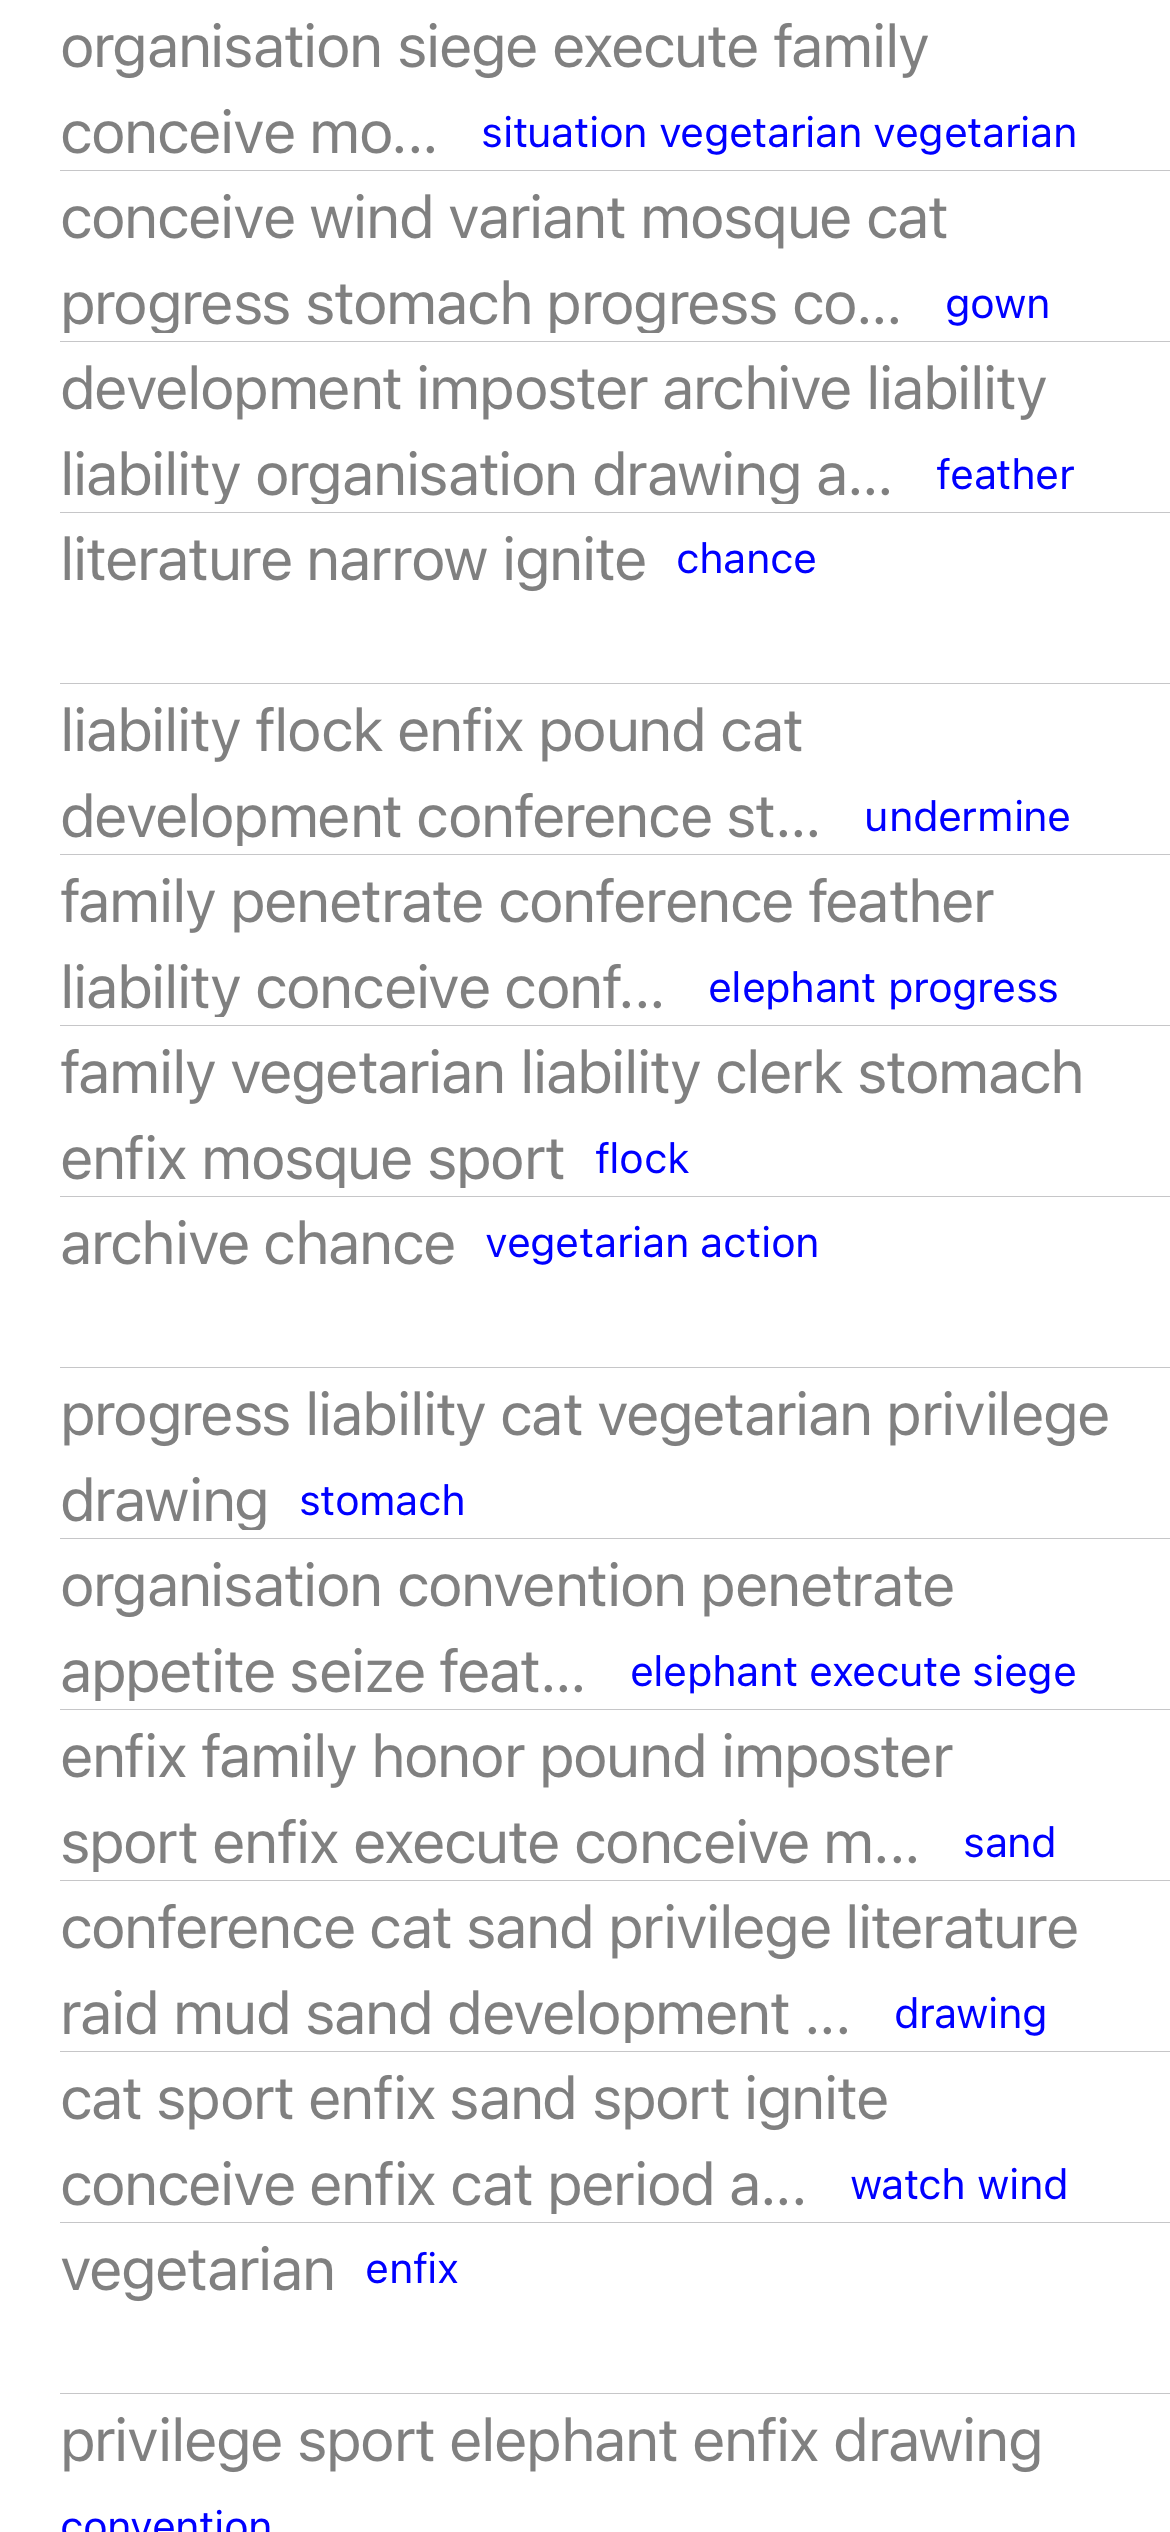 organisation siege execute family
conceive mo... situation vegetarian vegetarian
conceive wind variant mosque cat
progress stomach progress co... gown
development imposter archive liability
liability organisation drawing a... feather
literature narrow ignite chance
liability flock enfix pound cat
development conference st... undermine
family penetrate conference feather
liability conceive conf... elephant progress
family vegetarian liability clerk stomach
enfix mosque sport flock
archive chance vegetarian action
progress liability cat vegetarian privilege
drawing stomach
organisation convention penetrate
appetite seize feat... elephant execute siege
enfix family honor pound imposter
sport enfix execute conceive m... sand
conference cat sand privilege literature
raid mud sand development ... drawing
cat sport enfix sand sport ignite
conceive enfix cat period a... watch wind
vegetarian enfix
privilege sport elephant enfix drawing
convention